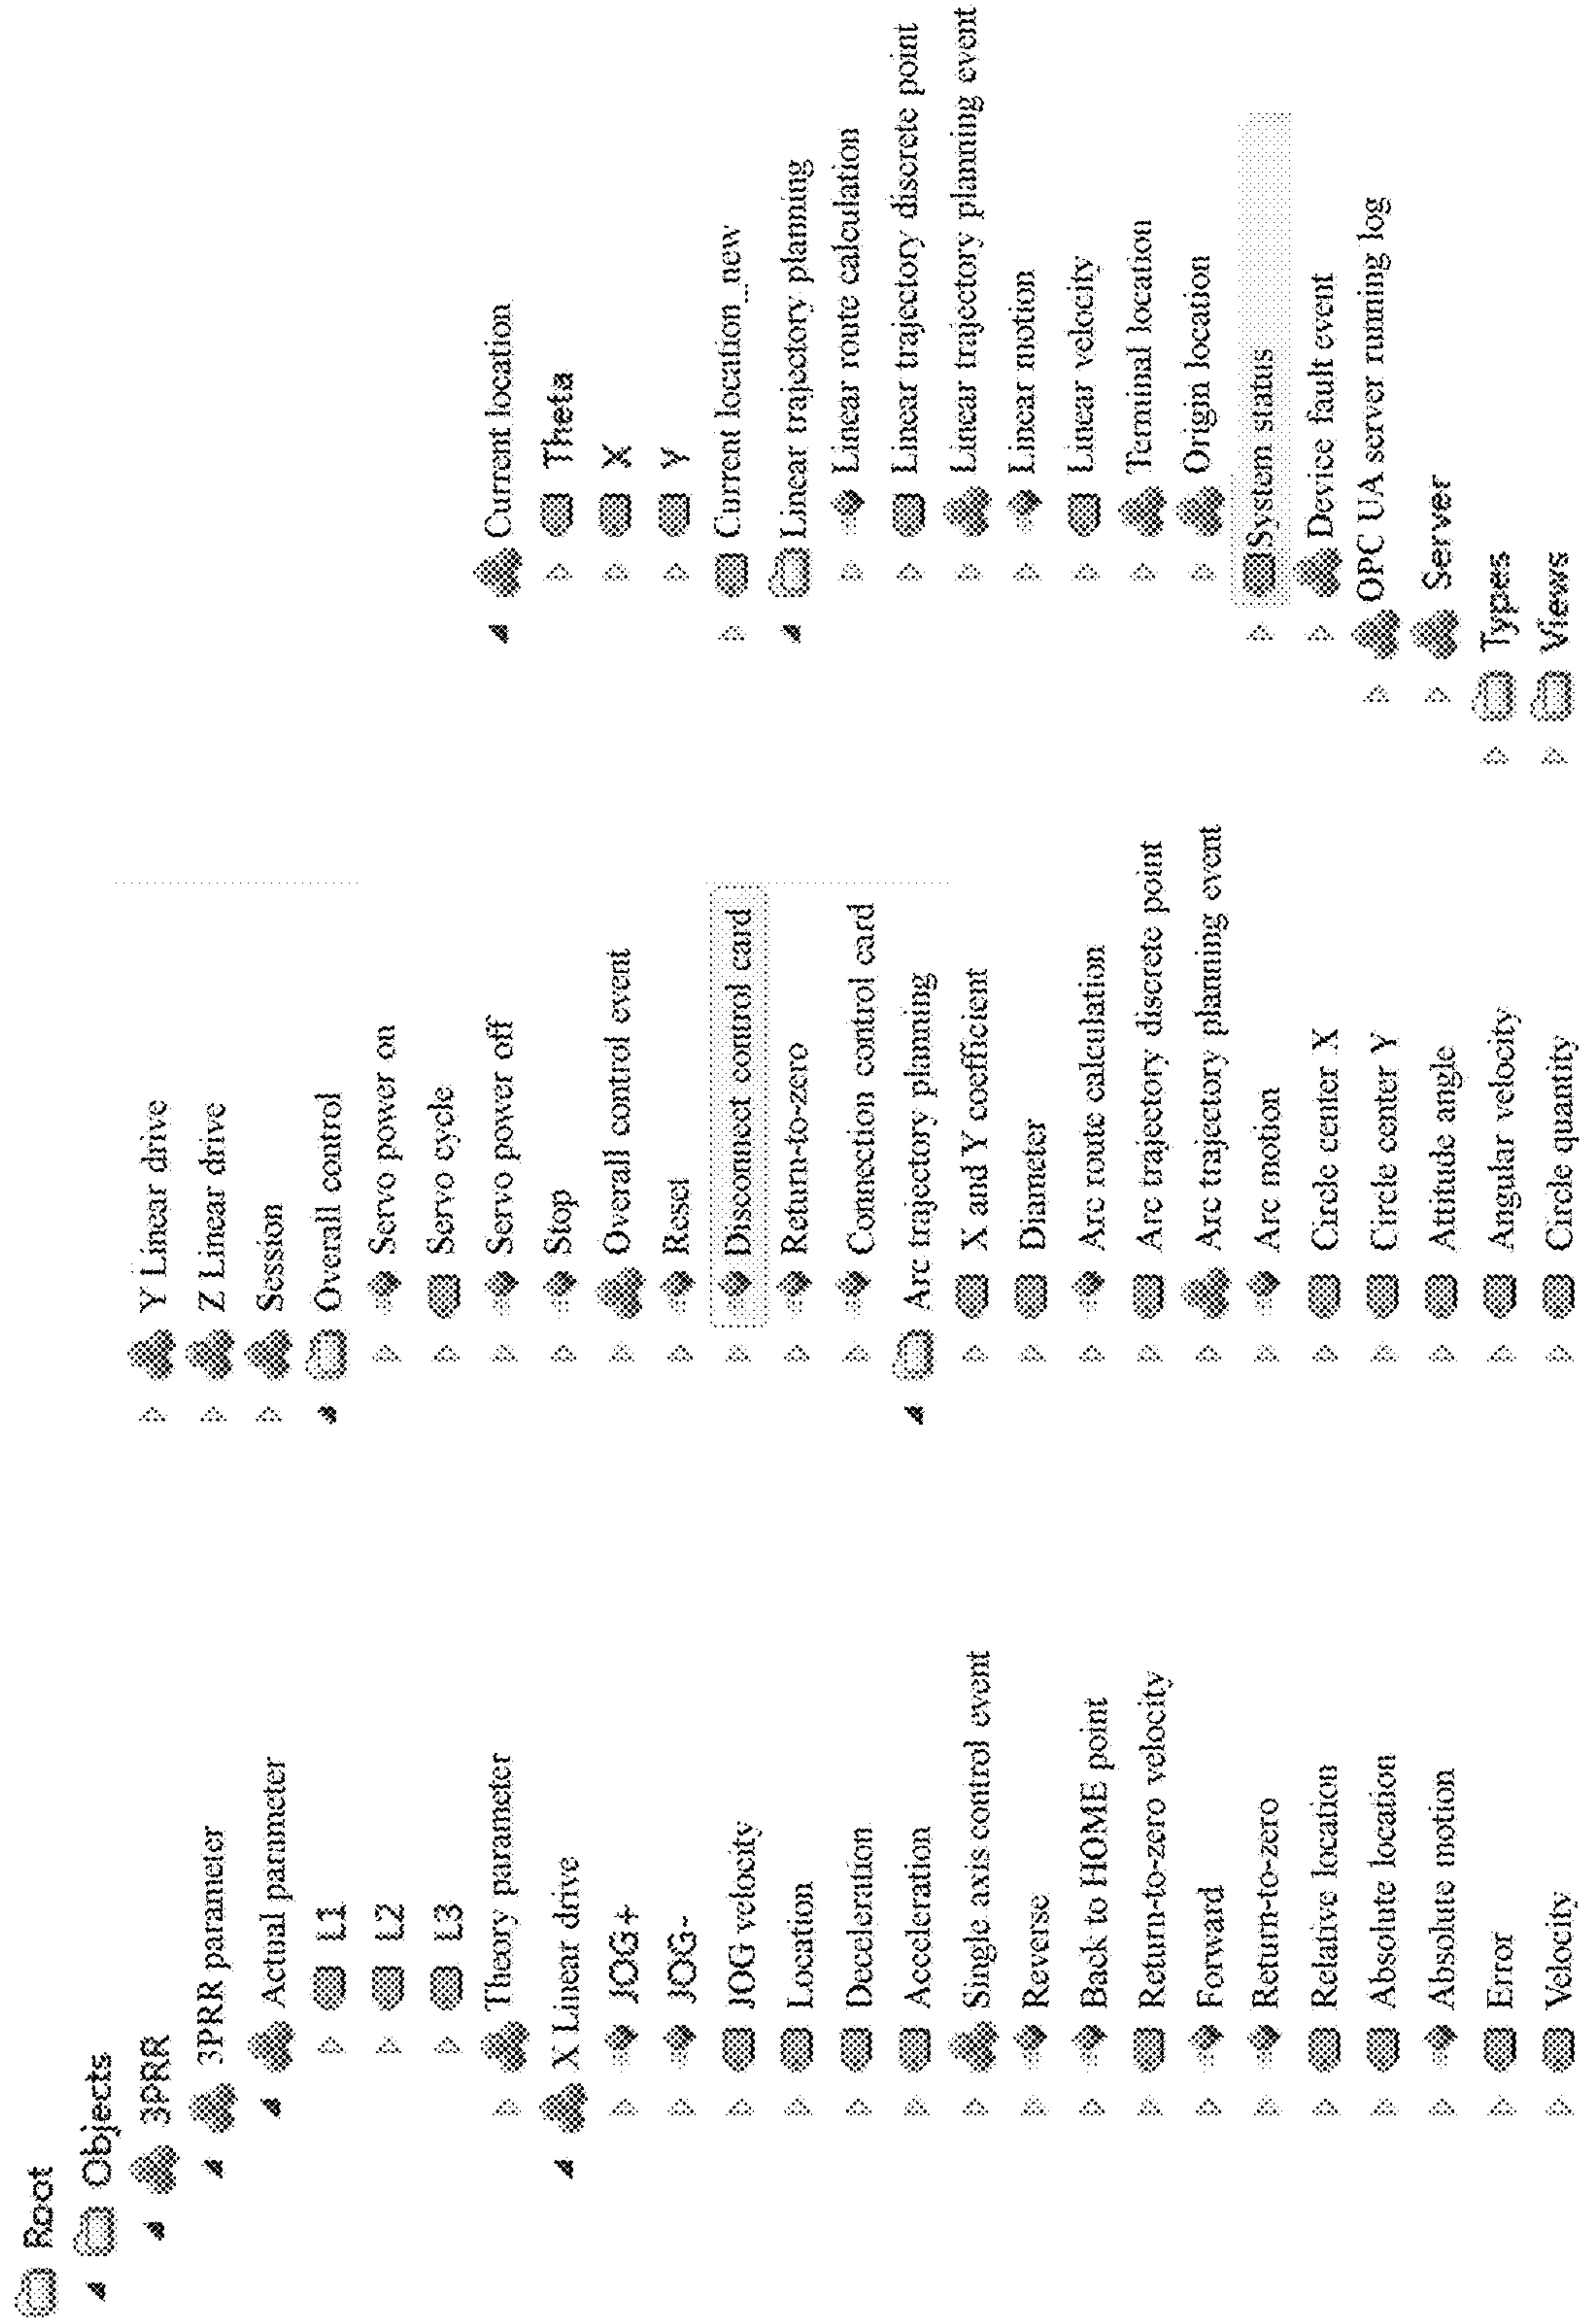 Root
Objects
3PRR
3PRR parameter
Actual parameter
L1
L2
L3
Theory parameter
X Linear drive
JOG+
JOG-
JOG velocity
Location
Deceleration
Acceleration
Single axis control event
Reverse
Back to HOME point
Return-to-zero velocity
Forward
Return-to-zero
Relative location
Absolute location
Absolute motion
Error
Velocity
Y Linear drive
Z Linear drive
Session
Overall control
Servo power on
Servo cycle
Servo power off
Stop
Overall control event
Reset
Disconnect control card
Return-to-zero
Connection control card
Arc trajectory planning
X and Y coefficient
Diameter
Arc route calculation
Arc trajectory discrete point
Arc trajectory planning event
Arc motion
Circle center X
Circle center Y
Attitude angle
Angular velocity
Circle quantity
Current location
Theta
X
Y
Current location_new
Linear trajectory planning
Linear route calculation
Linear trajectory discrete point
Linear trajectory planning event
Linear motion
Linear velocity
Terminal location
Origin location
System status
Device fault event
OPC UA server running log
Server
Types
Views